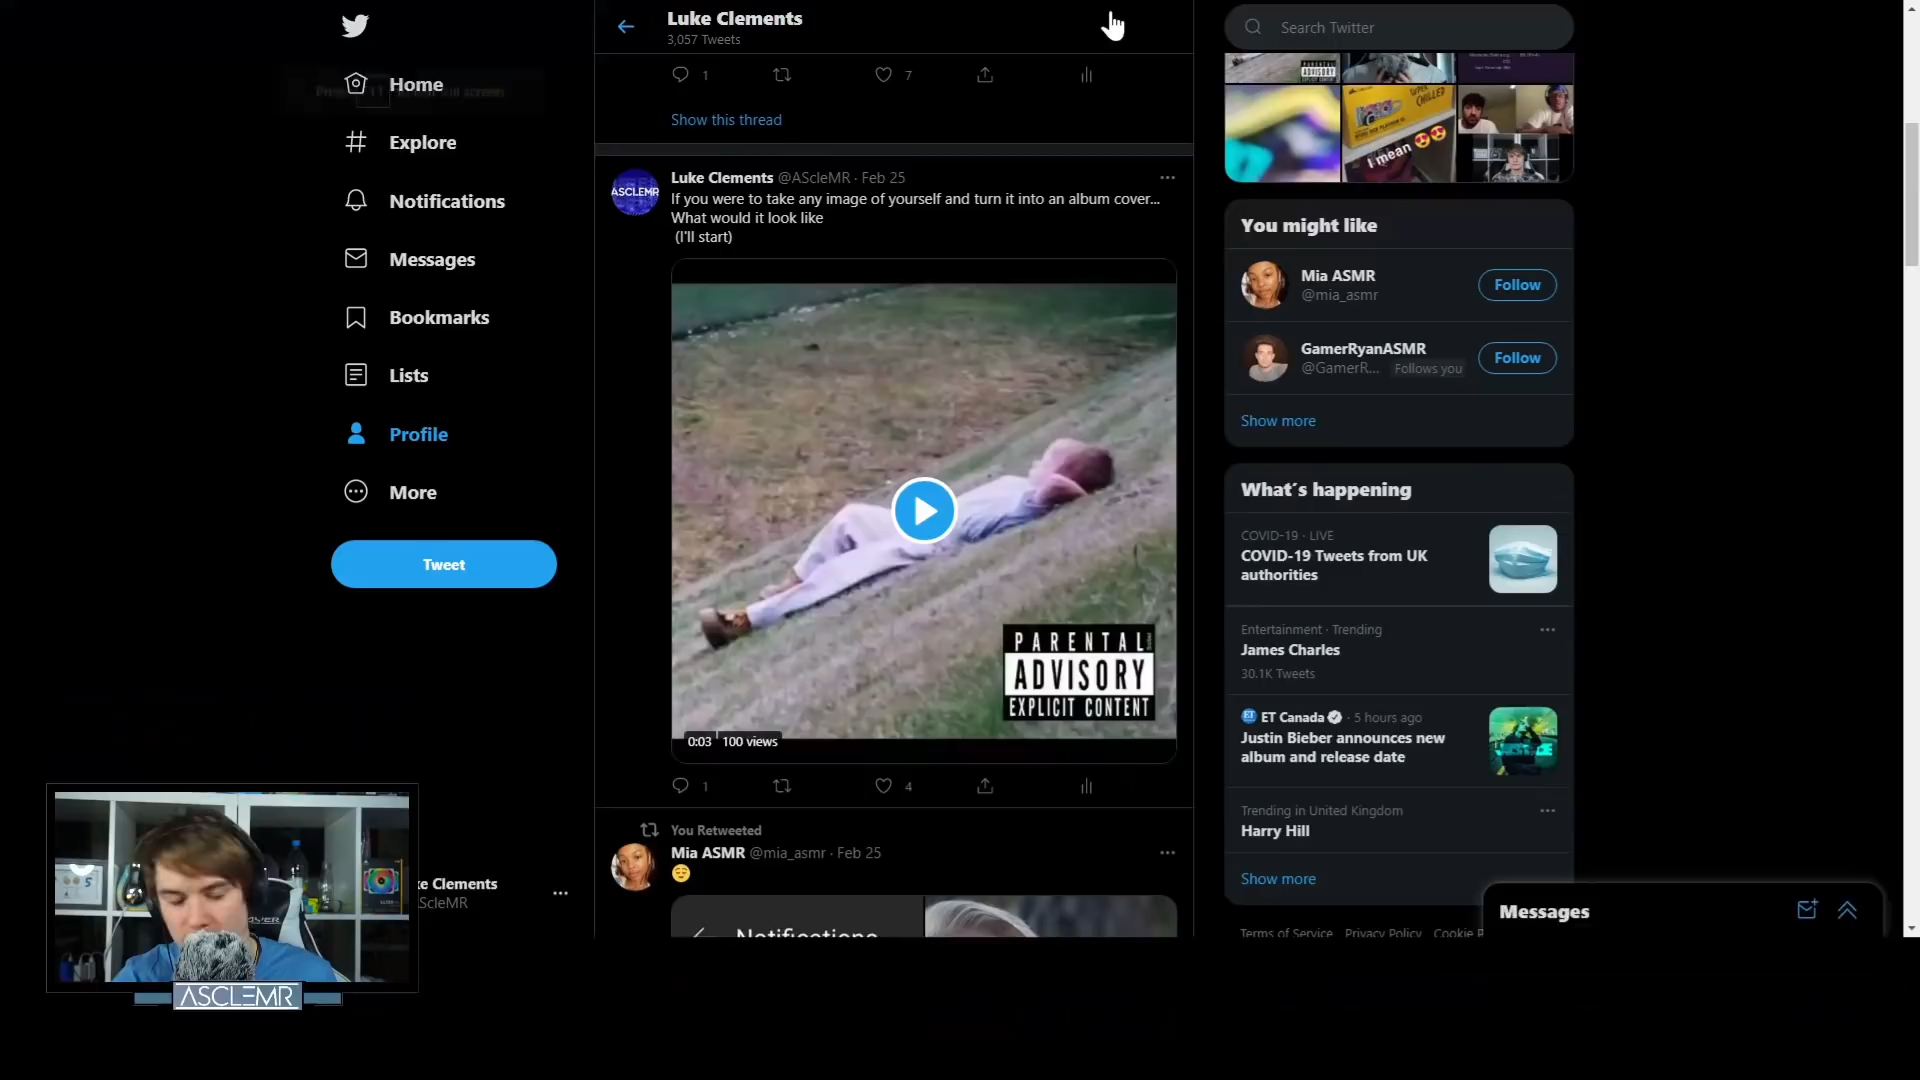 Luke Clements
3,057 Tweets
Search Twitter
Home
Explore
Notifications
Messages
Bookmarks
Lists
Profile
More
Tweet
ke Clements
ScleMR
ASCLEMR
1
7
Show this thread
ASCLEMR
Luke Clements @AScleMR · Feb 25
If you were to take any image of yourself and turn it into an album cover...
What would it look like
(I'll start)
PARENTAL
ADVISORY
EXPLICIT CONTENT
0:03
100 views
1
4
You Retweeted
Mia ASMR @mia_asmr · Feb 25
Notifications
ADVISORY
SUPER CHILLED
I mean
You might like
Mia ASMR
@mia_asmr
Follow
GamerRyanASMR
@GamerR... Follows you
Follow
Show more
What's happening
COVID-19 · LIVE
COVID-19 Tweets from UK
authorities
Entertainment · Trending
James Charles
30.1K Tweets
ET Canada · 5 hours ago
Justin Bieber announces new
album and release date
Trending in United Kingdom
Harry Hill
Show more
Terms of Service Privacy Policy Cookie P
Messages